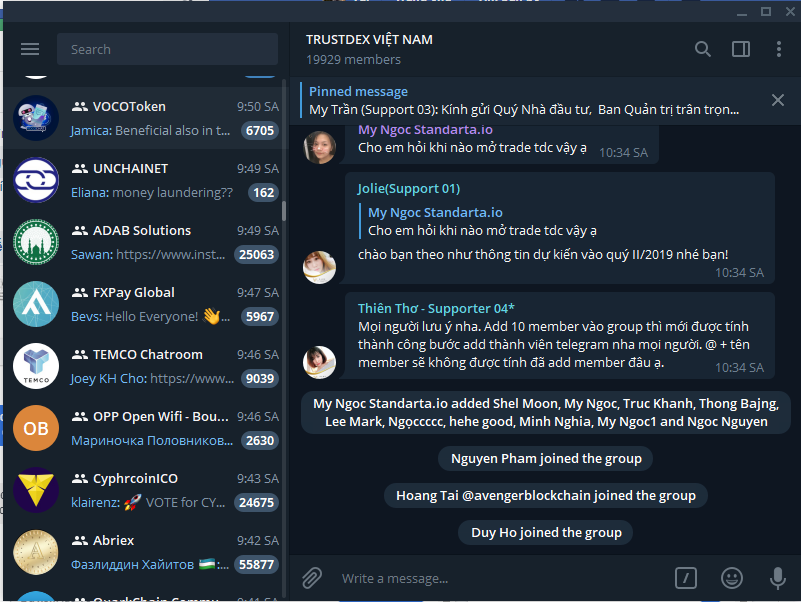 Search
VOCOToken 9:50 SA
Jamica: Beneficial also in t... 6705
UNCHAINET 9:49 SA
Eliana: money laundering?? 162
ADAB Solutions 9:49 SA
Sawan: https://www.inst... 25063
FXPay Global 9:47 SA
Bevs: Hello Everyone! 👋... 5967
TEMCO
TEMCO Chatroom 9:46 SA
Joey KH Cho: https://www... 9039
OB
OPP Open Wifi - Bou... 9:46 SA
Мариночка Половников... 2630
CyphrcoinICO 9:43 SA
klairenz: 🚀 VOTE for CY... 24675
Abriex 9:42 SA
Фазлиддин Хайитов 🇺🇿:... 55877
TRUSTDEX VIỆT NAM
19929 members
Pinned message
My Trần (Support 03): Kính gửi Quý Nhà đầu tư, Ban Quản trị trân trọn...
My Ngoc Standarta.io
Cho em hỏi khi nào mở trade tdc vậy ạ 10:34 SA
Jolie(Support 01)
My Ngoc Standarta.io
Cho em hỏi khi nào mở trade tdc vậy ạ
chào bạn theo như thông tin dự kiến vào quý II/2019 nhé bạn!
10:34 SA
Thiên Thơ - Supporter 04*
Mọi người lưu ý nha. Add 10 member vào group thì mới được tính
thành công bước add thành viên telegram nha mọi người. @ + tên
member sẽ không được tính đã add member đâu ạ. 10:34 SA
My Ngoc Standarta.io added Shel Moon, My Ngoc, Truc Khanh, Thong Bajng,
Lee Mark, Ngọccccc, hehe good, Minh Nghia, My Ngoc1 and Ngoc Nguyen
Nguyen Pham joined the group
Hoang Tai @avengerblockchain joined the group
Duy Ho joined the group
Write a message...